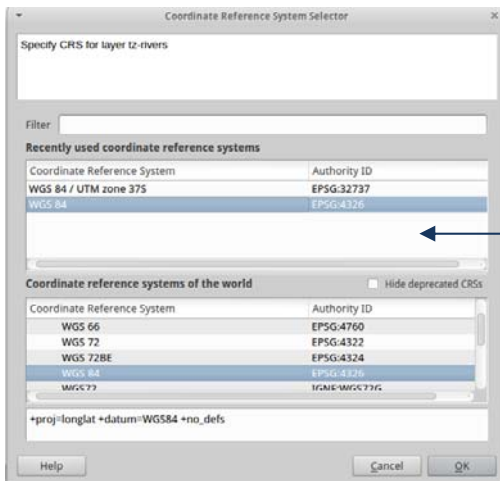 Coordinate Reference System Selector
Specify CRS for layer tz-rivers
Filter
Recently used coordinate reference systems
Coordinate Reference System Authority ID
WGS 84 / UTM zone 37S EPSG:32737
WGS 84 EPSG:4326
Coordinate reference systems of the world Hide deprecated CRSs
Coordinate Reference System Authority ID
WGS 66 EPSG:4760
WGS 72 EPSG:4322
WGS 72BE EPSG:4324
WGS 84 EPSG:4326
WGS72 IGNF:WGS72G
+proj=longlat +datum=WGS84 +no_defs
Help Cancel OK